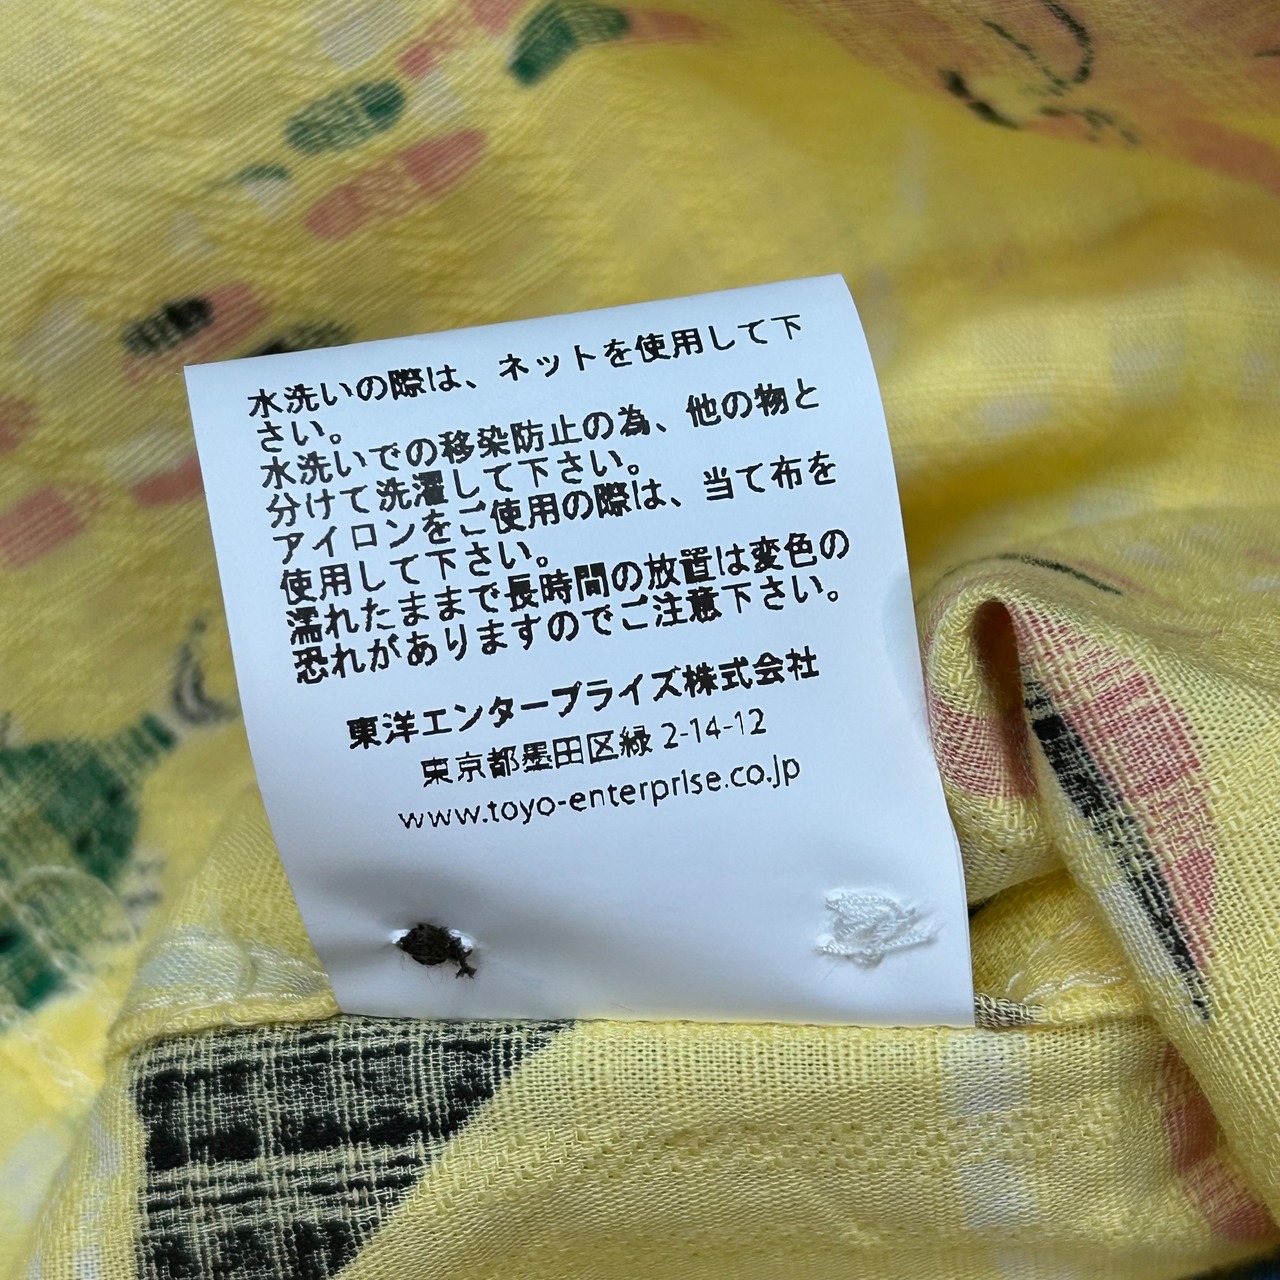 水洗いの際は、ネットを使用して下
さい。
水洗いでの移染防止の為、他の物と
分けて洗濯して下さい。
アイロンをご使用の際は、当て布を
使用して下さい。
濡れたままで長時間の放置は変色の
恐れがありますのでご注意下さい。
東洋エンタープライズ株式会社
東京都墨田区緑 2-14-12
www.toyo-enterprise.co.jp